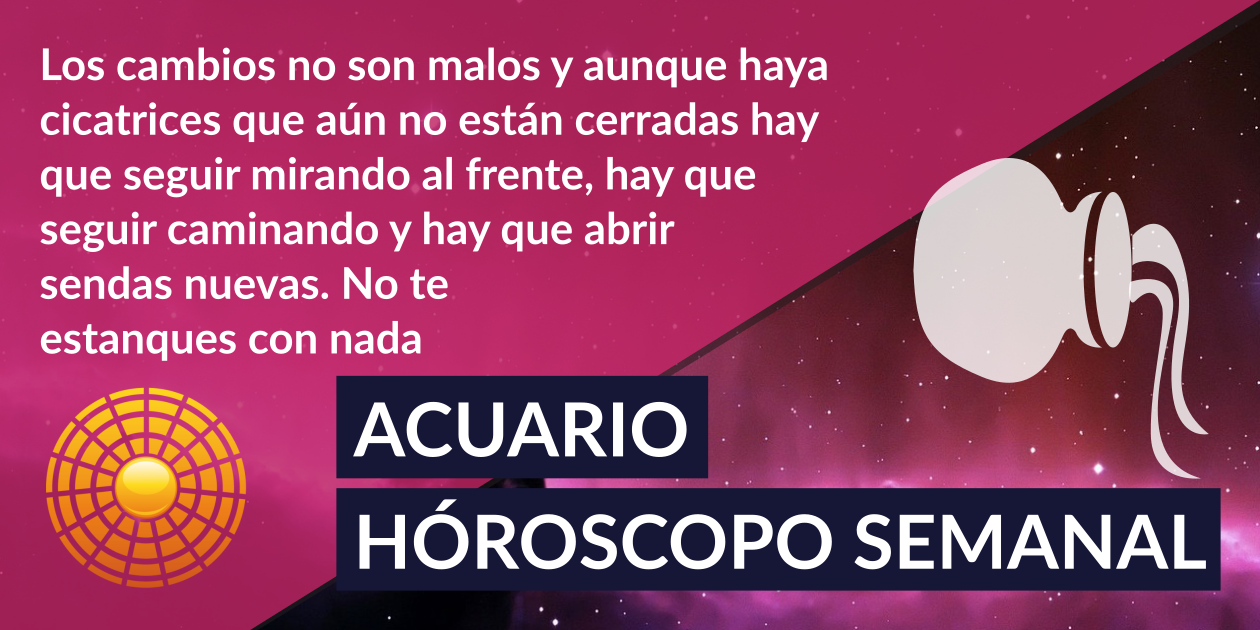 Los cambios no son malos y aunque haya
cicatrices que aún no están cerradas hay
que seguir mirando al frente, hay que
seguir caminando y hay que abrir
sendas nuevas. No te
estanques con nada
ACUARIO
HÓROSCOPO SEMANAL